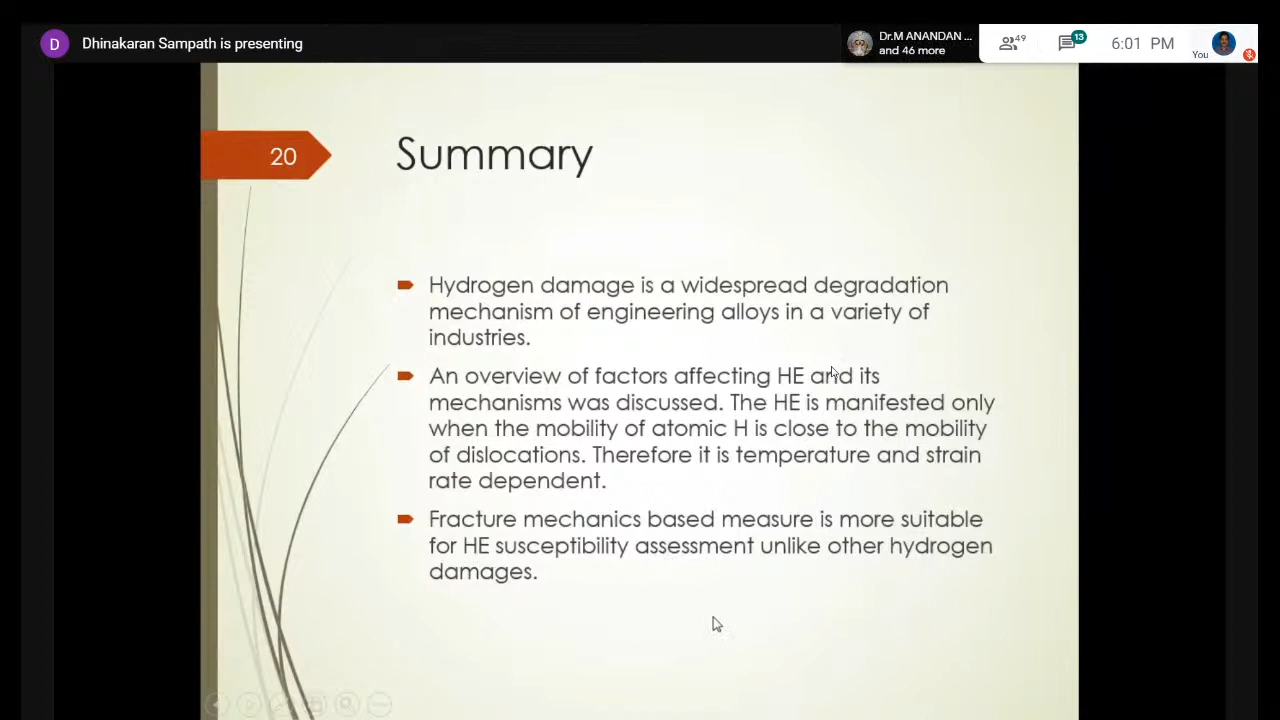 D
Dhinakaran Sampath is presenting
Dr.M ANANDAN ...
and 46 more
49
13
6:01 PM
You
20
Summary
Hydrogen damage is a widespread degradation
mechanism of engineering alloys in a variety of
industries.
An overview of factors affecting HE and its
mechanisms was discussed. The HE is manifested only
when the mobility of atomic H is close to the mobility
of dislocations. Therefore it is temperature and strain
rate dependent.
Fracture mechanics based measure is more suitable
for HE susceptibility assessment unlike other hydrogen
damages.